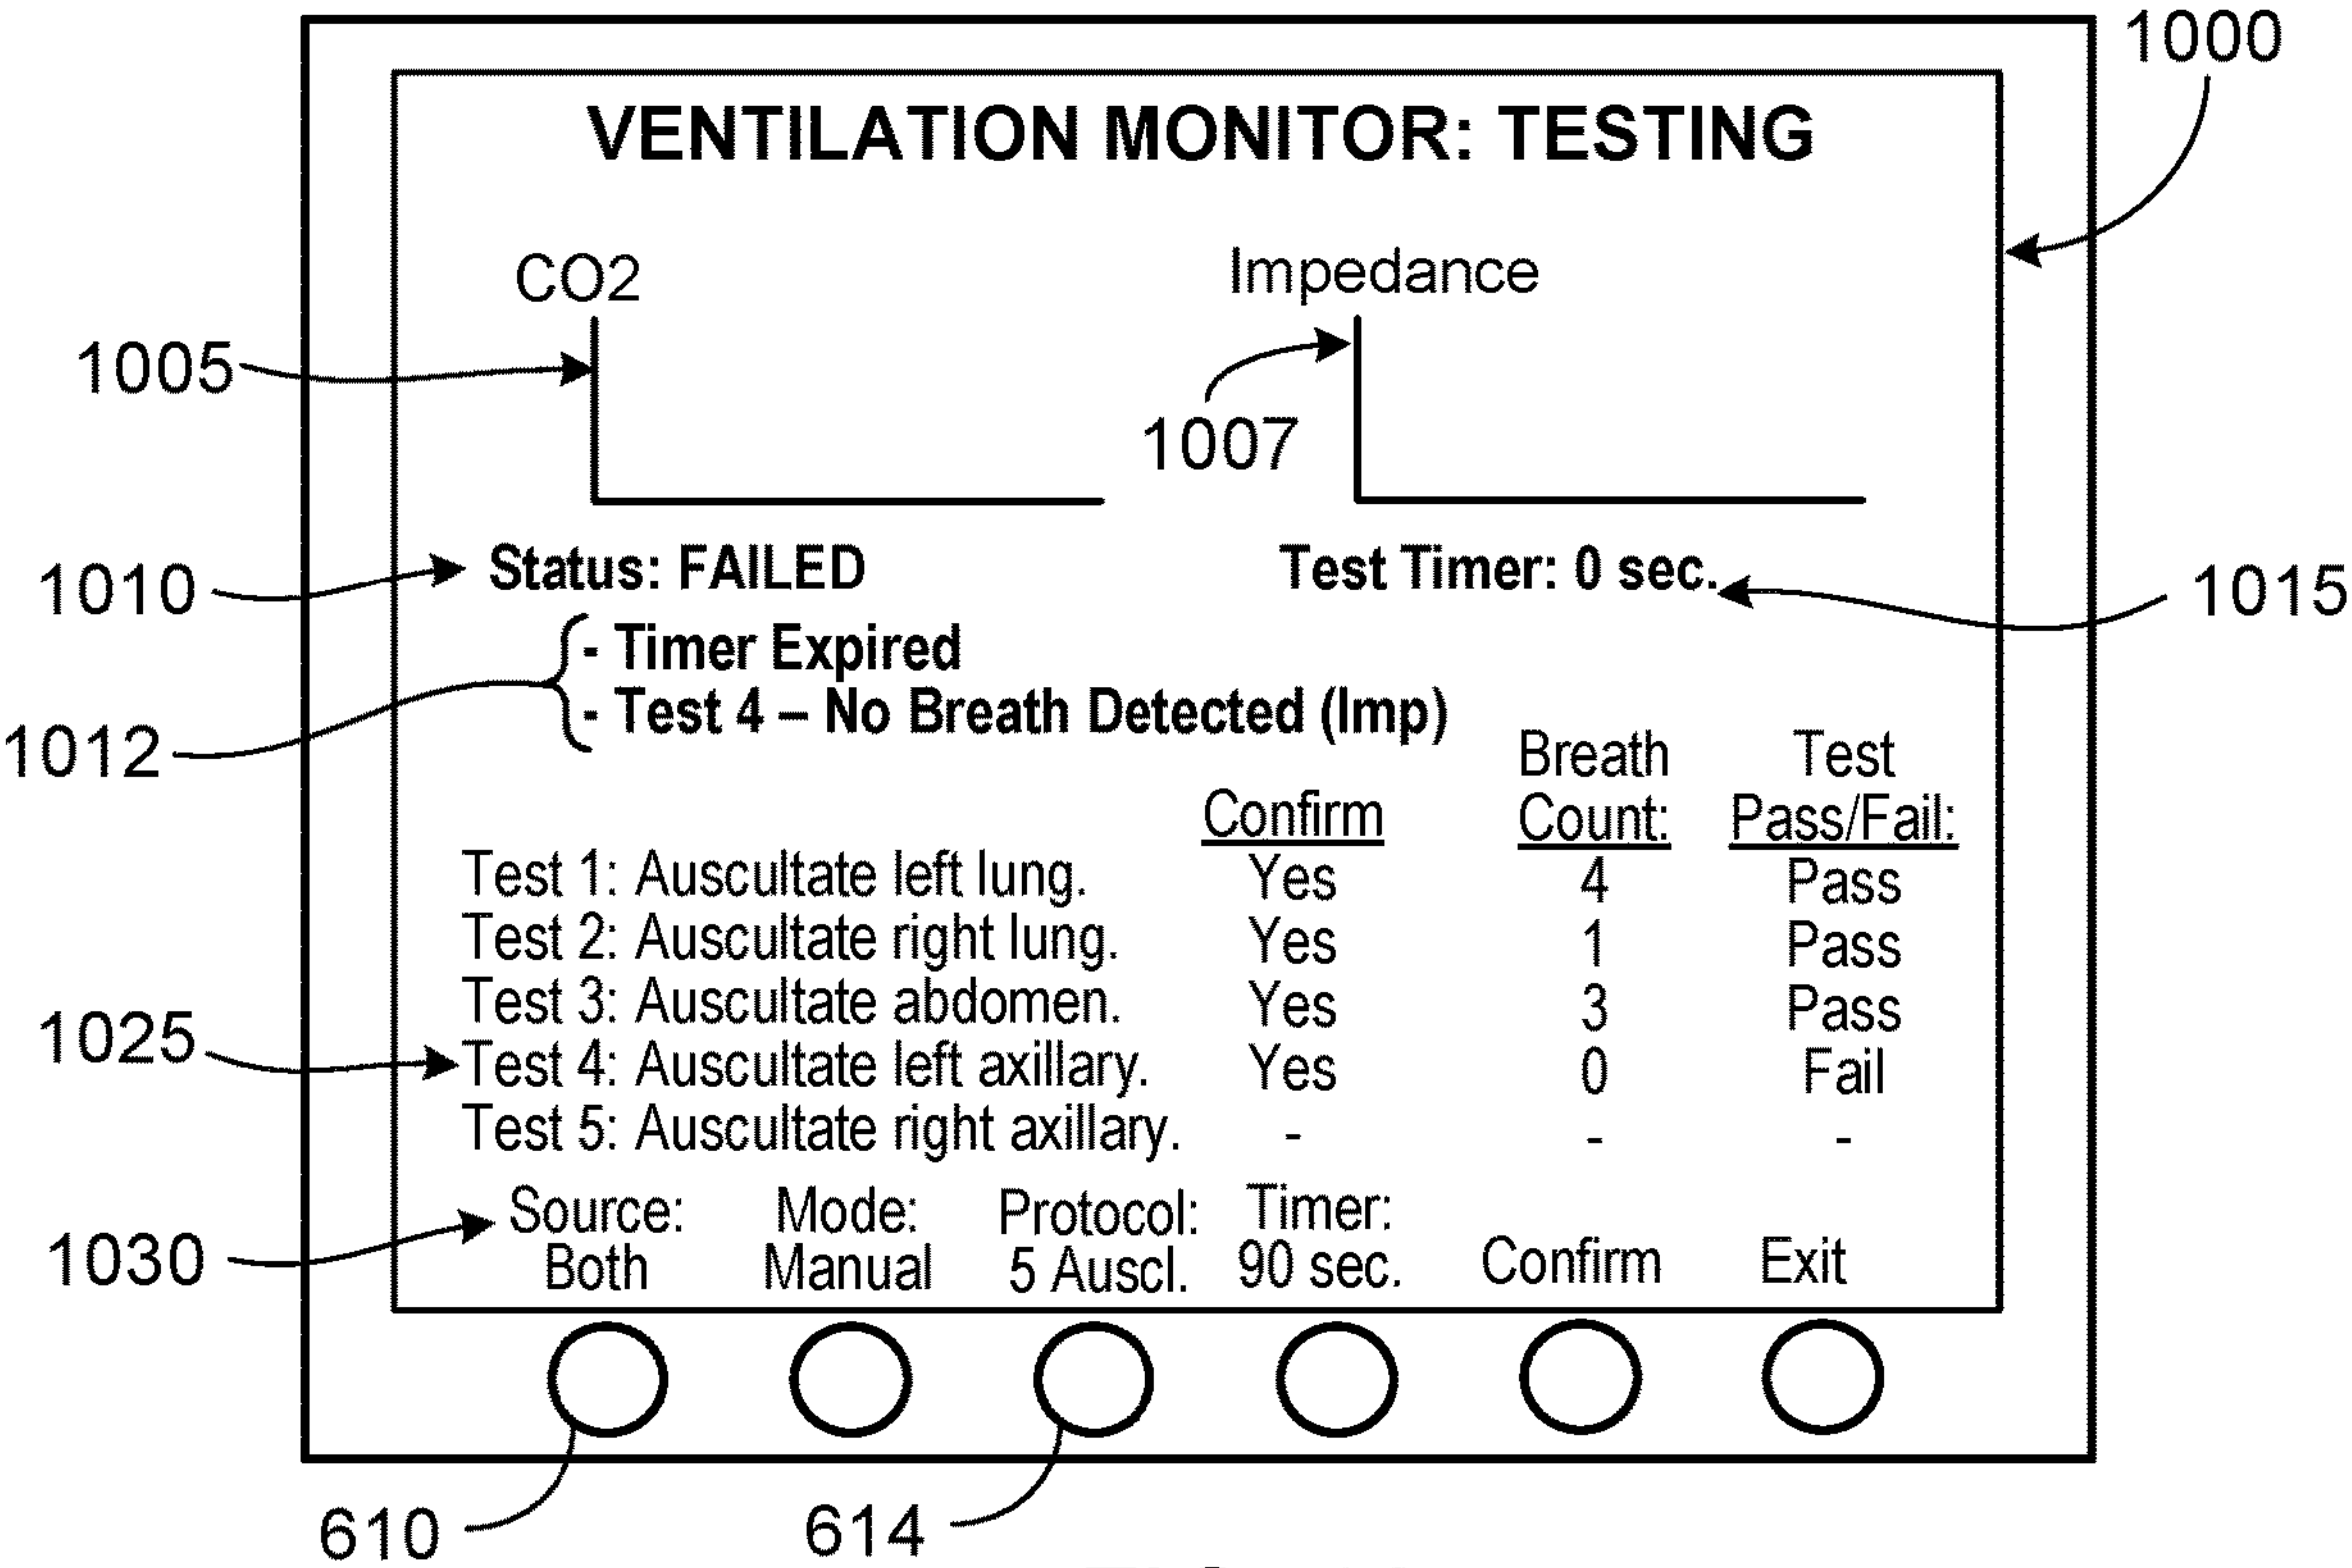 1000
VENTILATION MONITOR: TESTING
CO2
Impedance
1005
1007
1010
Status: FAILED
Test Timer: 0 sec.
1015
- Timer Expired
- Test 4 – No Breath Detected (Imp)
1012
Confirm
Breath Count:
Test Pass/Fail:
Test 1: Auscultate left lung. Yes 4 Pass
Test 2: Auscultate right lung. Yes 1 Pass
Test 3: Auscultate abdomen. Yes 3 Pass
1025
Test 4: Auscultate left axillary. Yes 0 Fail
Test 5: Auscultate right axillary. - - -
1030
Source: Mode: Protocol: Timer:
Both Manual 5 Auscl. 90 sec. Confirm Exit
610
614